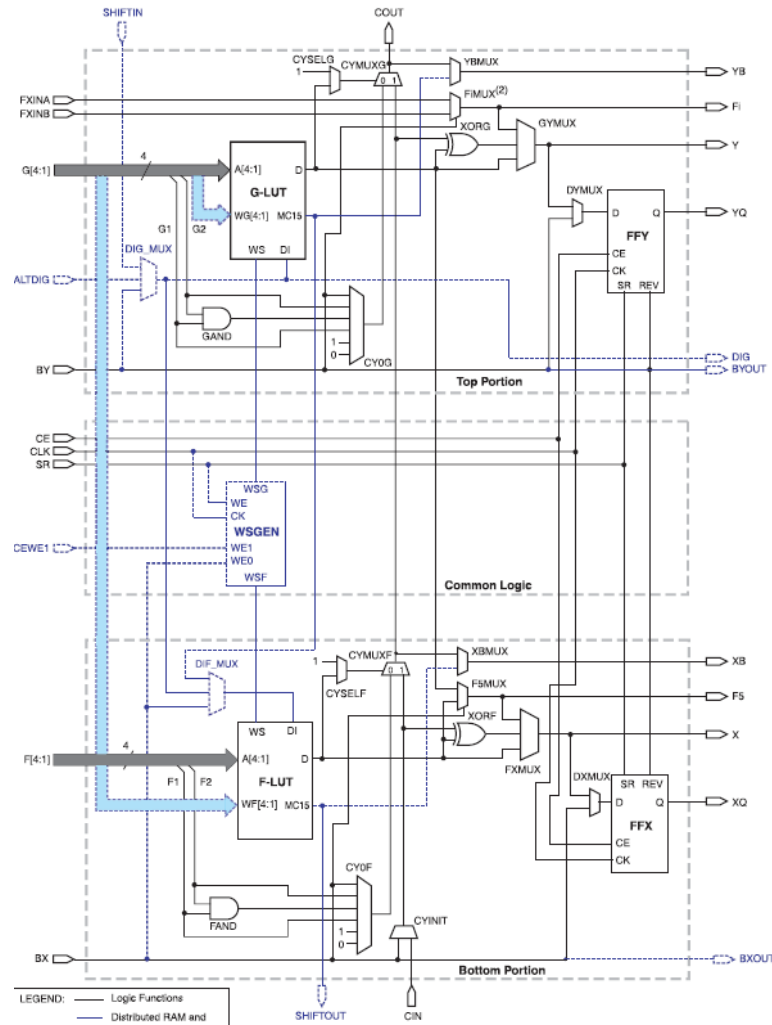 SHIFTIN
COUT
CYSELG
CYMUXG
YBMUX
1
0 1
YB
FXINA
FXINB
FiMUX(2)
Fi
XORG
GYMUX
Y
G[4:1]
4
A[4:1]
D
G-LUT
WG[4:1]
MC15
G1
G2
WS
DI
DYMUX
D
Q
YQ
FFY
CE
CK
SR REV
DIG_MUX
ALTDIG
GAND
1
0
CY0G
DIG
BY
BYOUT
Top Portion
CE
CLK
SR
WSG
WE
CK
WSGEN
CEWE1
WE1
WE0
WSF
Common Logic
CYMUXF
XBMUX
1
0 1
XB
DIF_MUX
CYSELF
F5MUX
F5
XORF
WS
DI
F[4:1]
4
A[4:1]
D
X
FXMUX
F1
F2
F-LUT
WF[4:1]
MC15
DXMUX
SR REV
D
Q
XQ
FFX
CE
CK
CY0F
FAND
1
0
CYINIT
BX
BXOUT
Bottom Portion
LEGEND:
Logic Functions
Distributed RAM and
SHIFTOUT
CIN